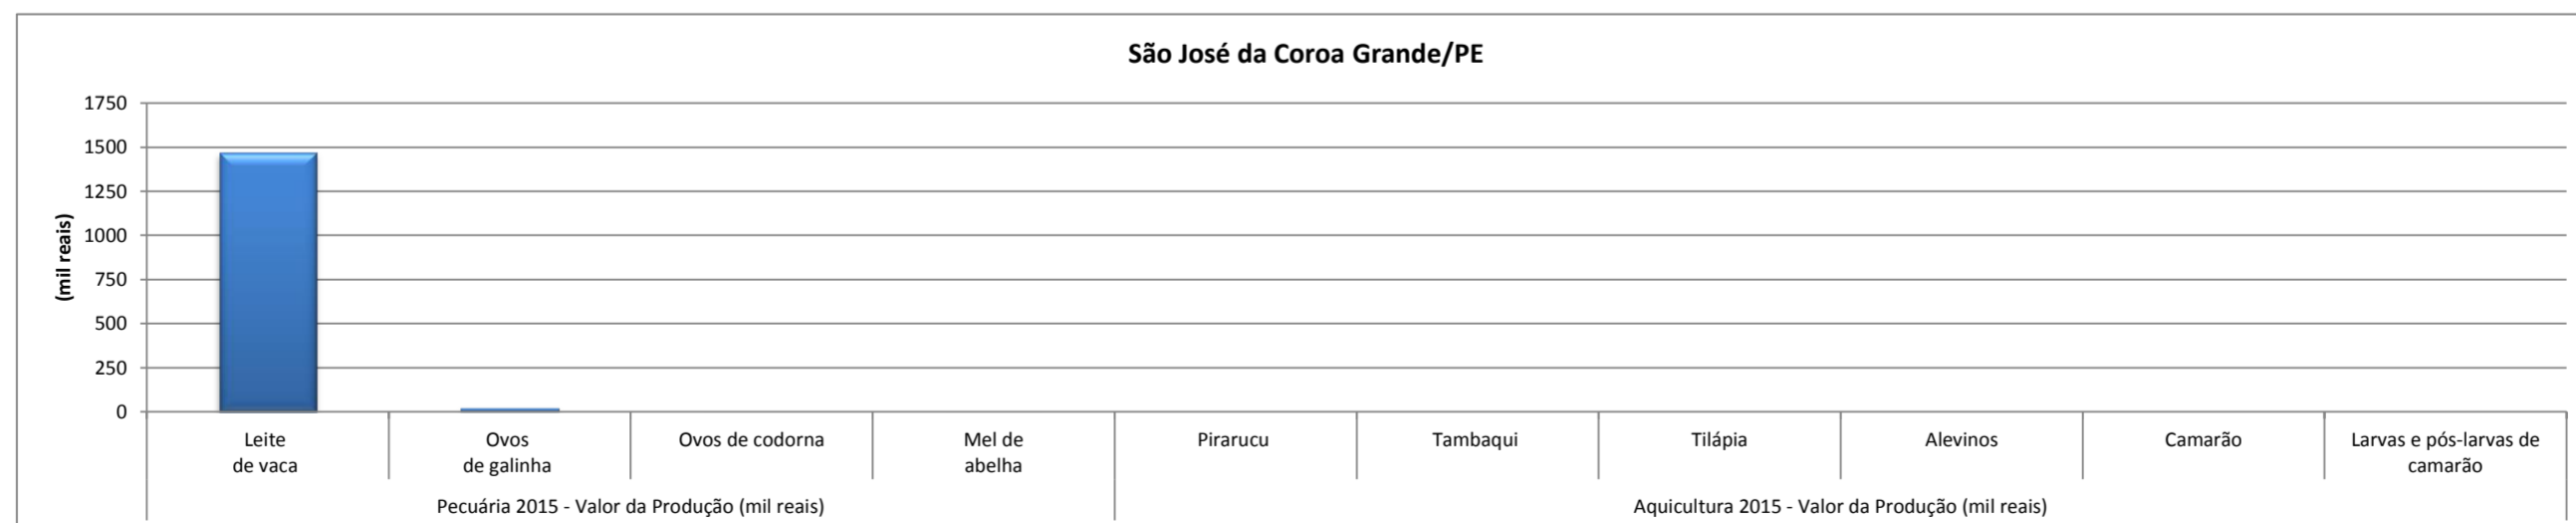 São José da Coroa Grande/PE
1750
1500
1250
1000
750
500
250
0
(mil reais)
Leite
de vaca
Ovos
de galinha
Ovos de codorna
Mel de
abelha
Pirarucu
Tambaqui
Tilápia
Alevinos
Camarão
Larvas e pós-larvas de
camarão
Pecuária 2015 - Valor da Produção (mil reais)
Aquicultura 2015 - Valor da Produção (mil reais)